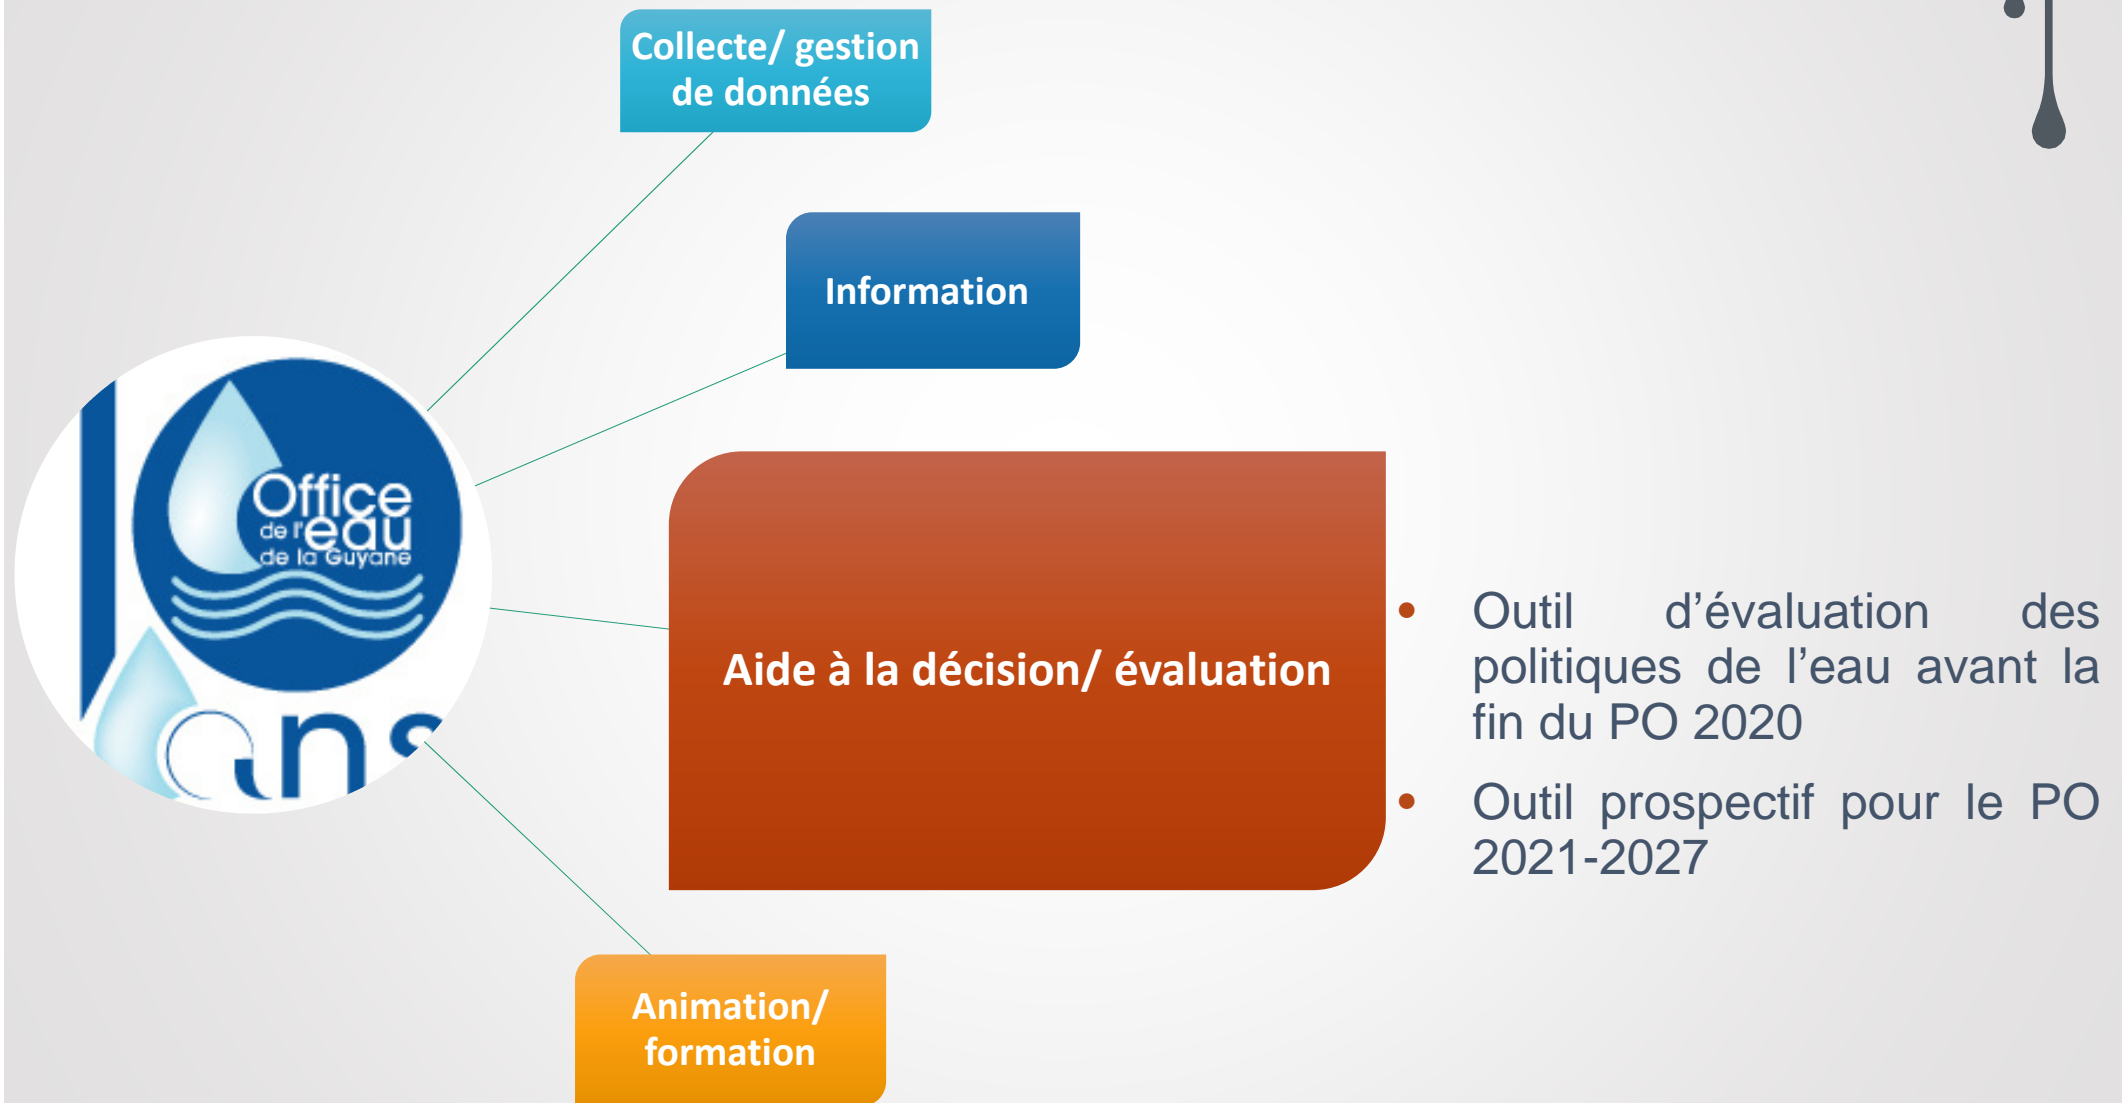 Collecte/ gestion
de données
Information
Office
de l'eau
de la Guyane
ans
Aide à la décision/ évaluation
• Outil d’évaluation des
politiques de l’eau avant la
fin du PO 2020
• Outil prospectif pour le PO
2021-2027
Animation/
formation